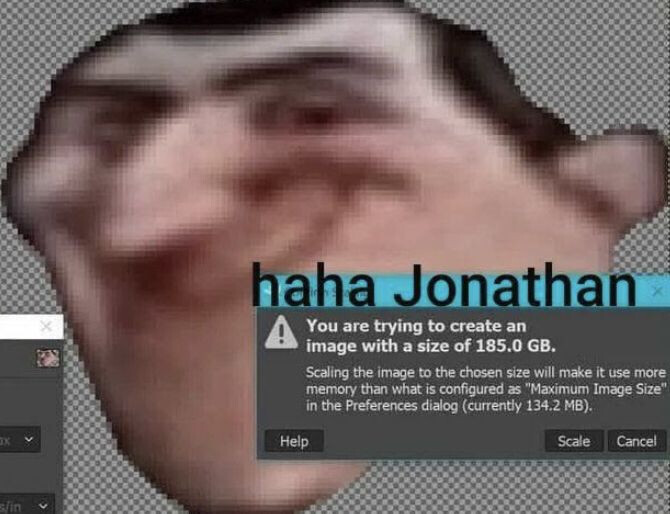 haha Jonathan
You are trying to create an
image with a size of 185.0 GB.
Scaling the image to the chosen size will make it use more
memory than what is configured as "Maximum Image Size"
in the Preferences dialog (currently 134.2 MB).
Help
Scale
Cancel
s/in